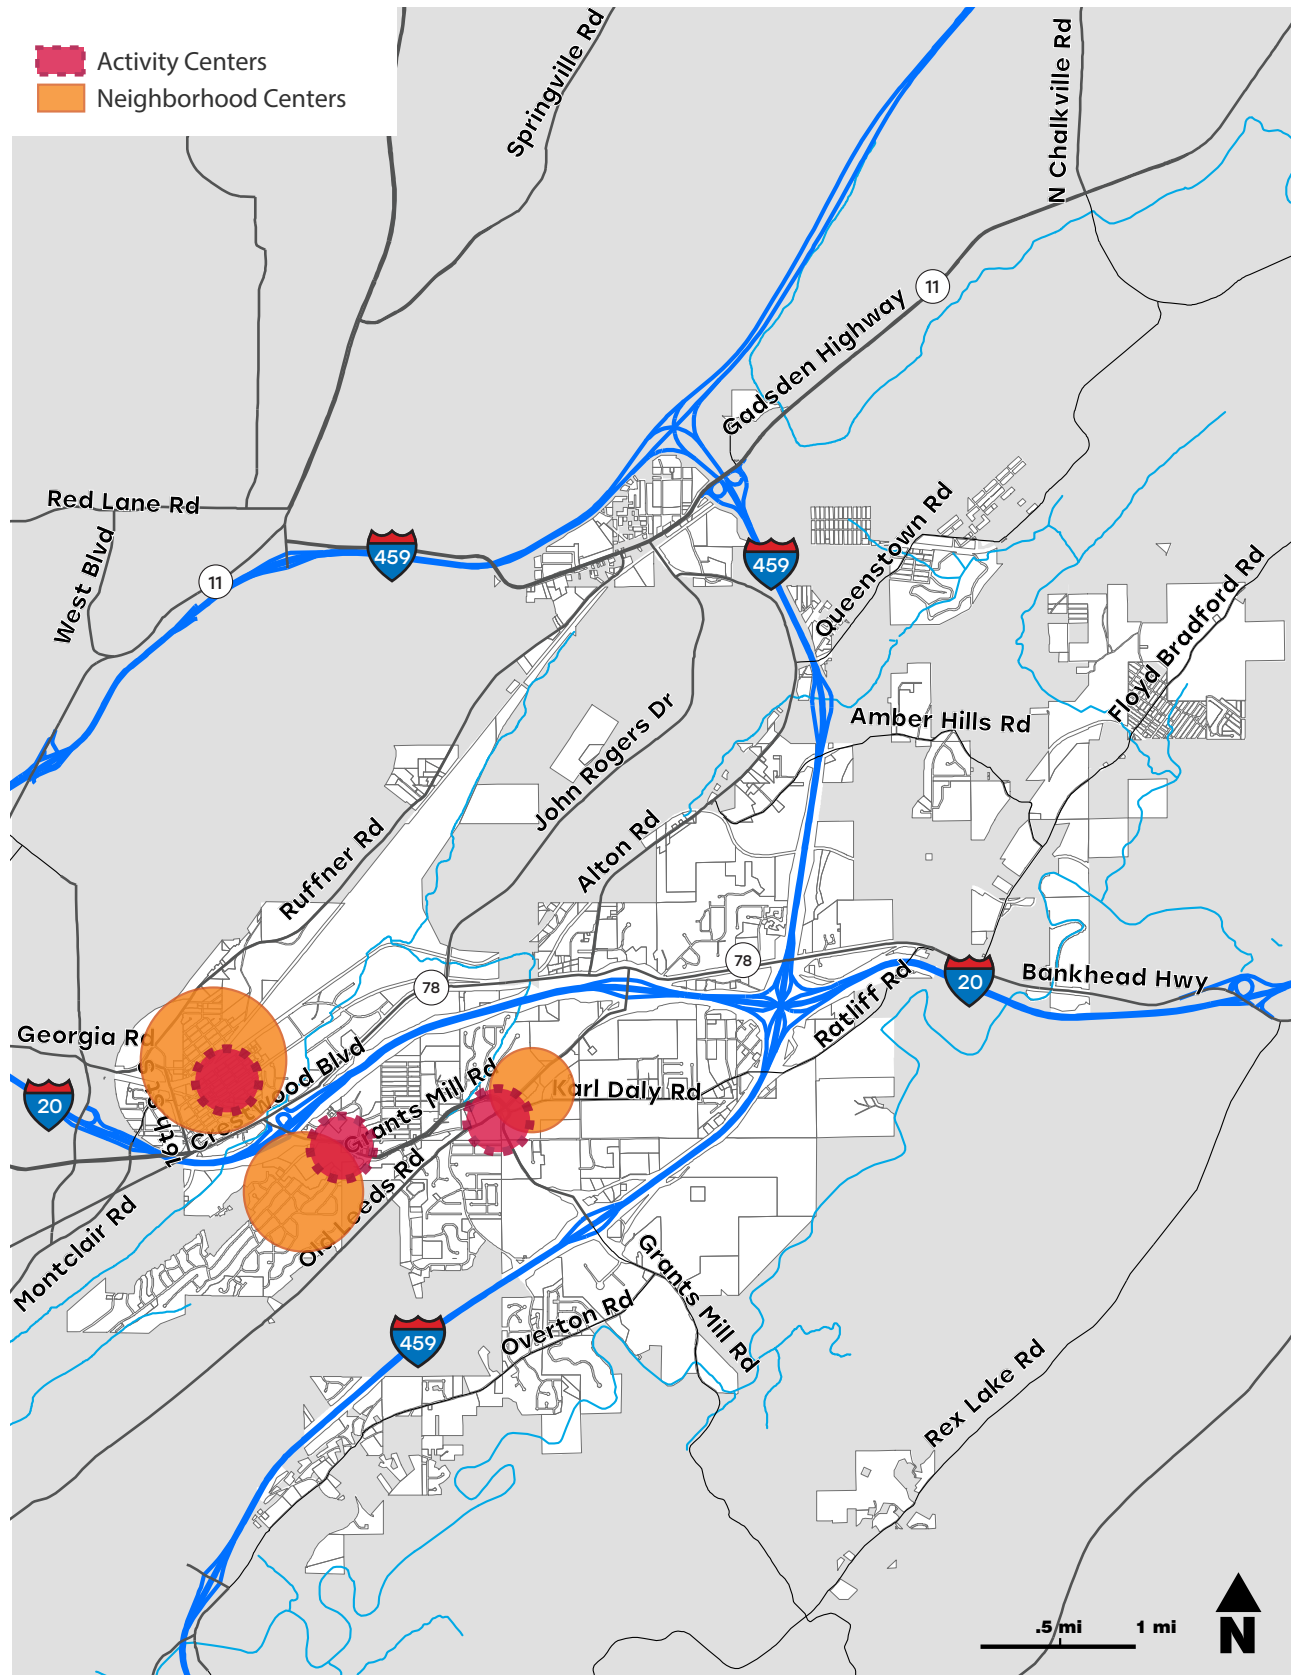 Activity Centers
Neighborhood Centers
Springville Rd
N Chalkville Rd
11
Gadsden Highway
Red Lane Rd
West Blvd
459
11
459
Queenstown Rd
Floyd Bradford Rd
Amber Hills Rd
John Rogers Dr
Alton Rd
Ruffner Rd
78
78
Ratliff Rd
20
Bankhead Hwy
Georgia Rd
20
16th St S
Crestwood Blvd
Grants Mill Rd
Karl Daly Rd
Old Leeds Rd
Montclair Rd
Grants Mill Rd
Overton Rd
459
Rex Lake Rd
.5 mi
1 mi
N